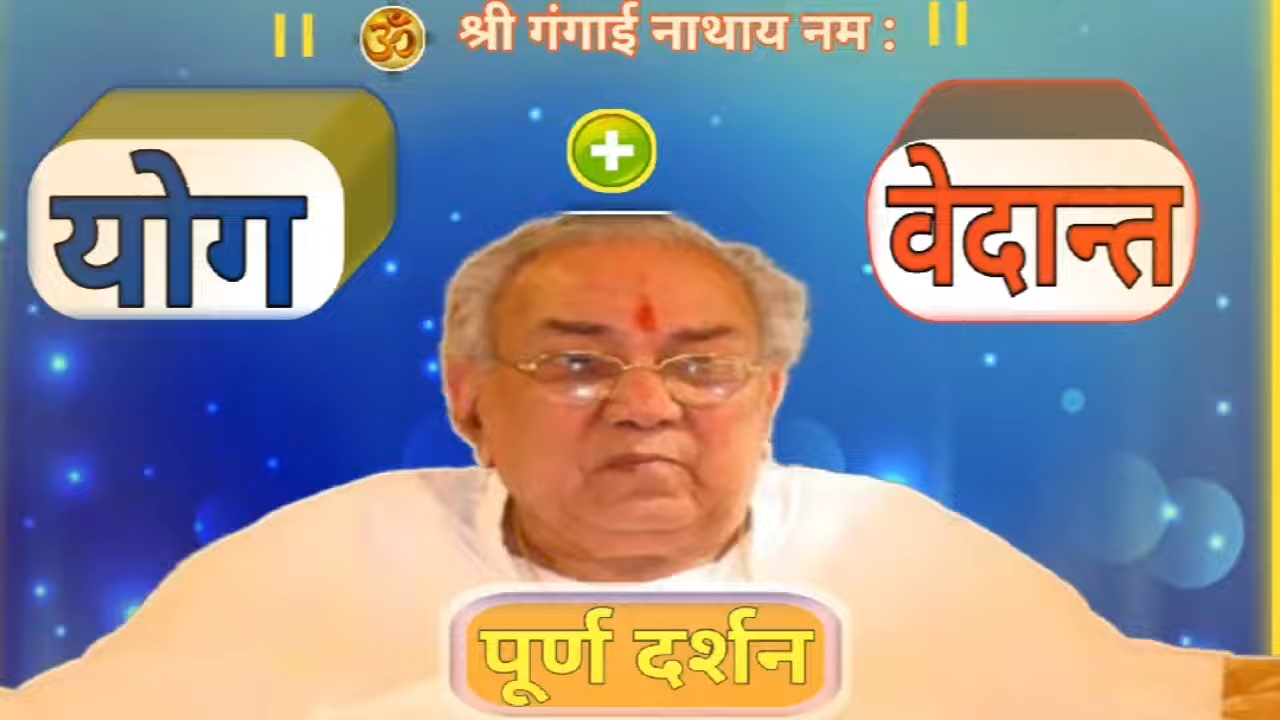 ॥ ॐ श्री गंगाई नाथाय नम : ॥
योग + वेदान्त
पूर्ण दर्शन